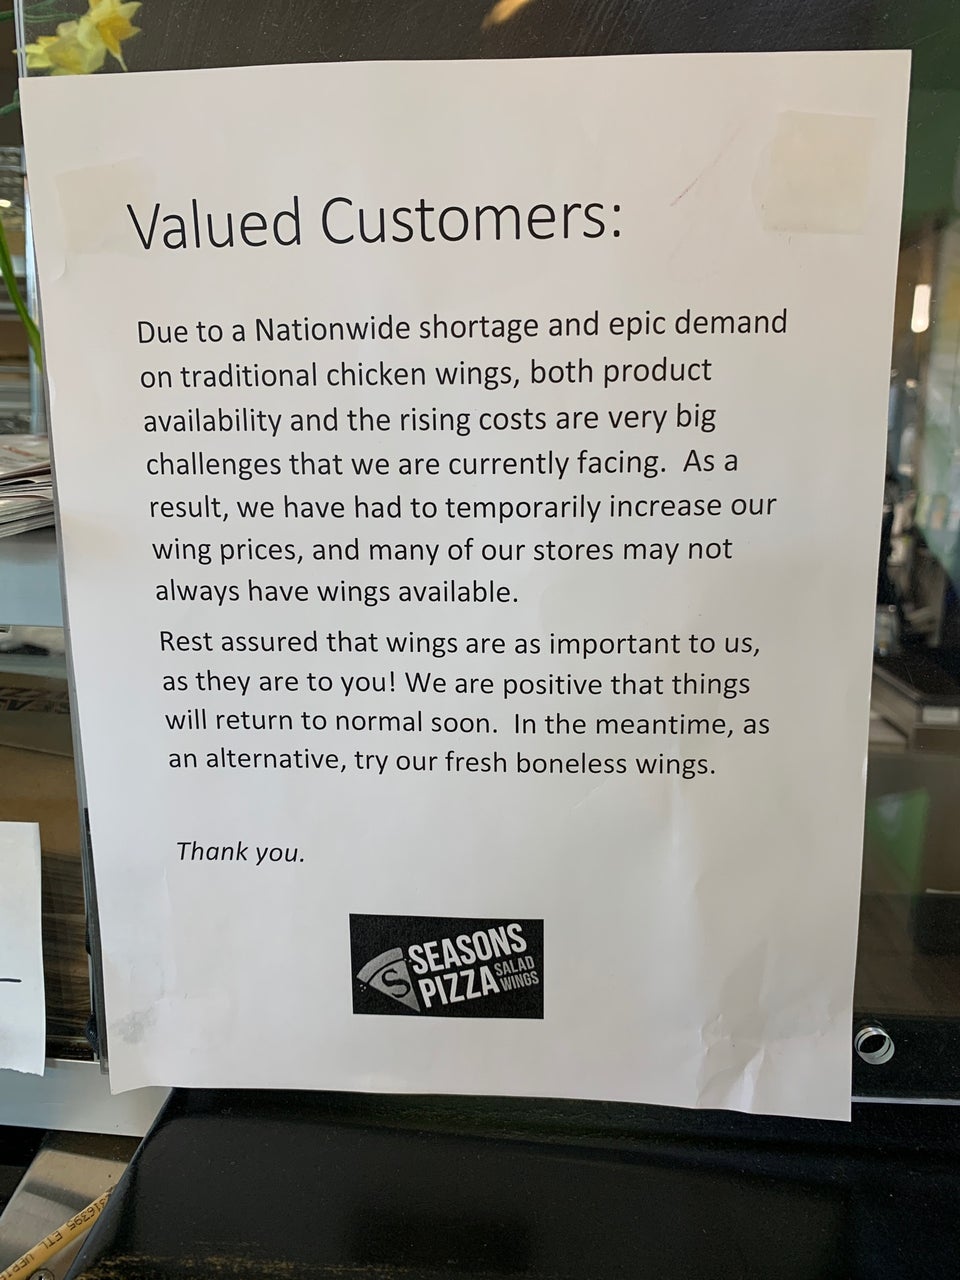 Valued Customers:
Due to a Nationwide shortage and epic demand
on traditional chicken wings, both product
availability and the rising costs are very big
challenges that we are currently facing.  As a
result, we have had to temporarily increase our
wing prices, and many of our stores may not
always have wings available.
Rest assured that wings are as important to us,
as they are to you! We are positive that things
will return to normal soon.  In the meantime, as
an alternative, try our fresh boneless wings.
Thank you.
S
SEASONS
PIZZA SALAD
WINGS
316395 ETL VERI